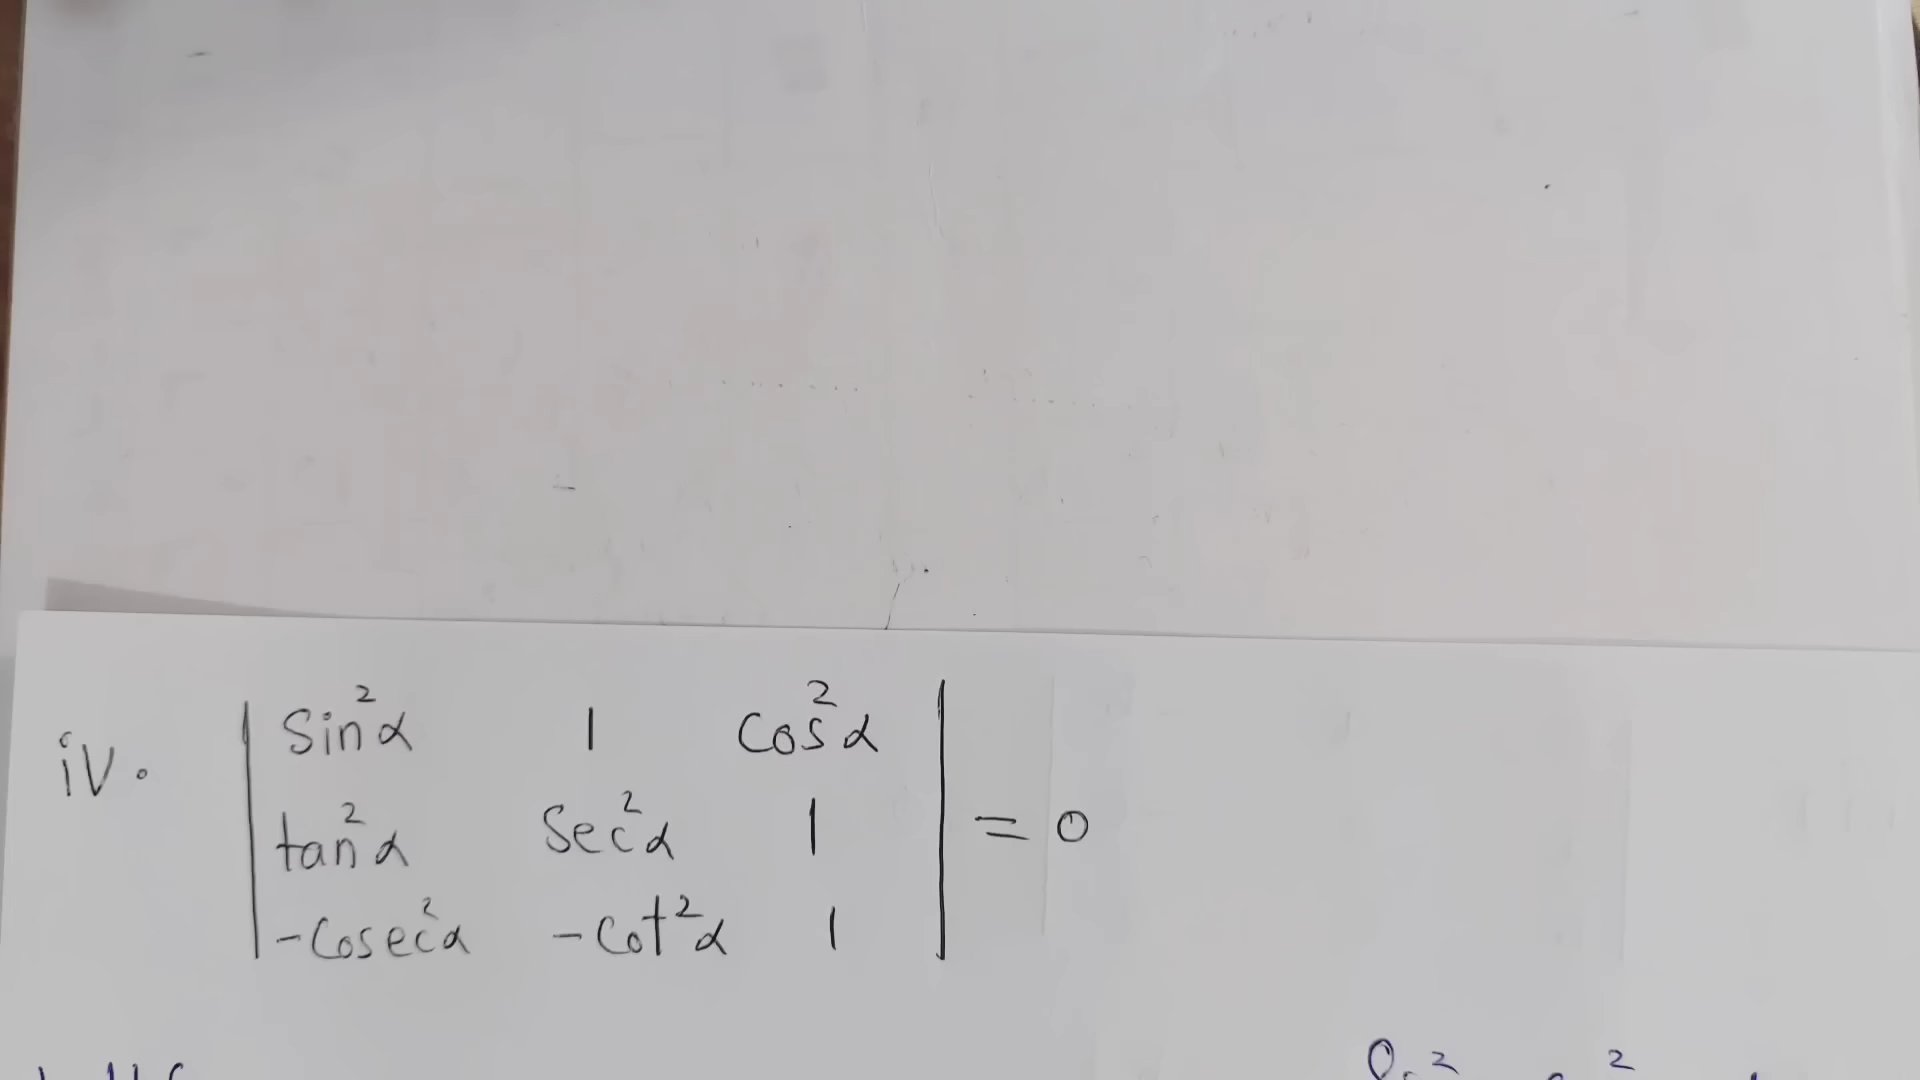 iv. | sin²α 1 cos²α |
| tan²α sec²α 1 | = 0
| -cosec²α -cot²α 1 |